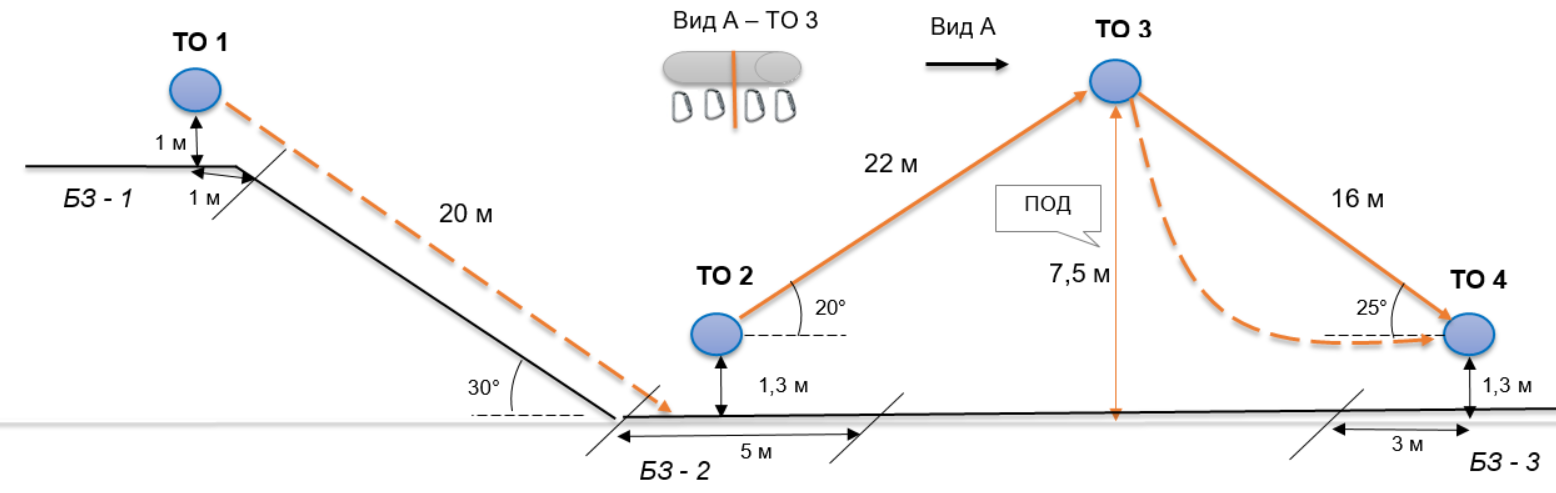 Вид А – ТО 3
Вид А
ТО 3
ТО 1
1 м
БЗ - 1
1 м
20 м
22 м
ПОД
16 м
7,5 м
ТО 2
ТО 4
20°
25°
30°
1,3 м
1,3 м
5 м
3 м
БЗ - 2
БЗ - 3